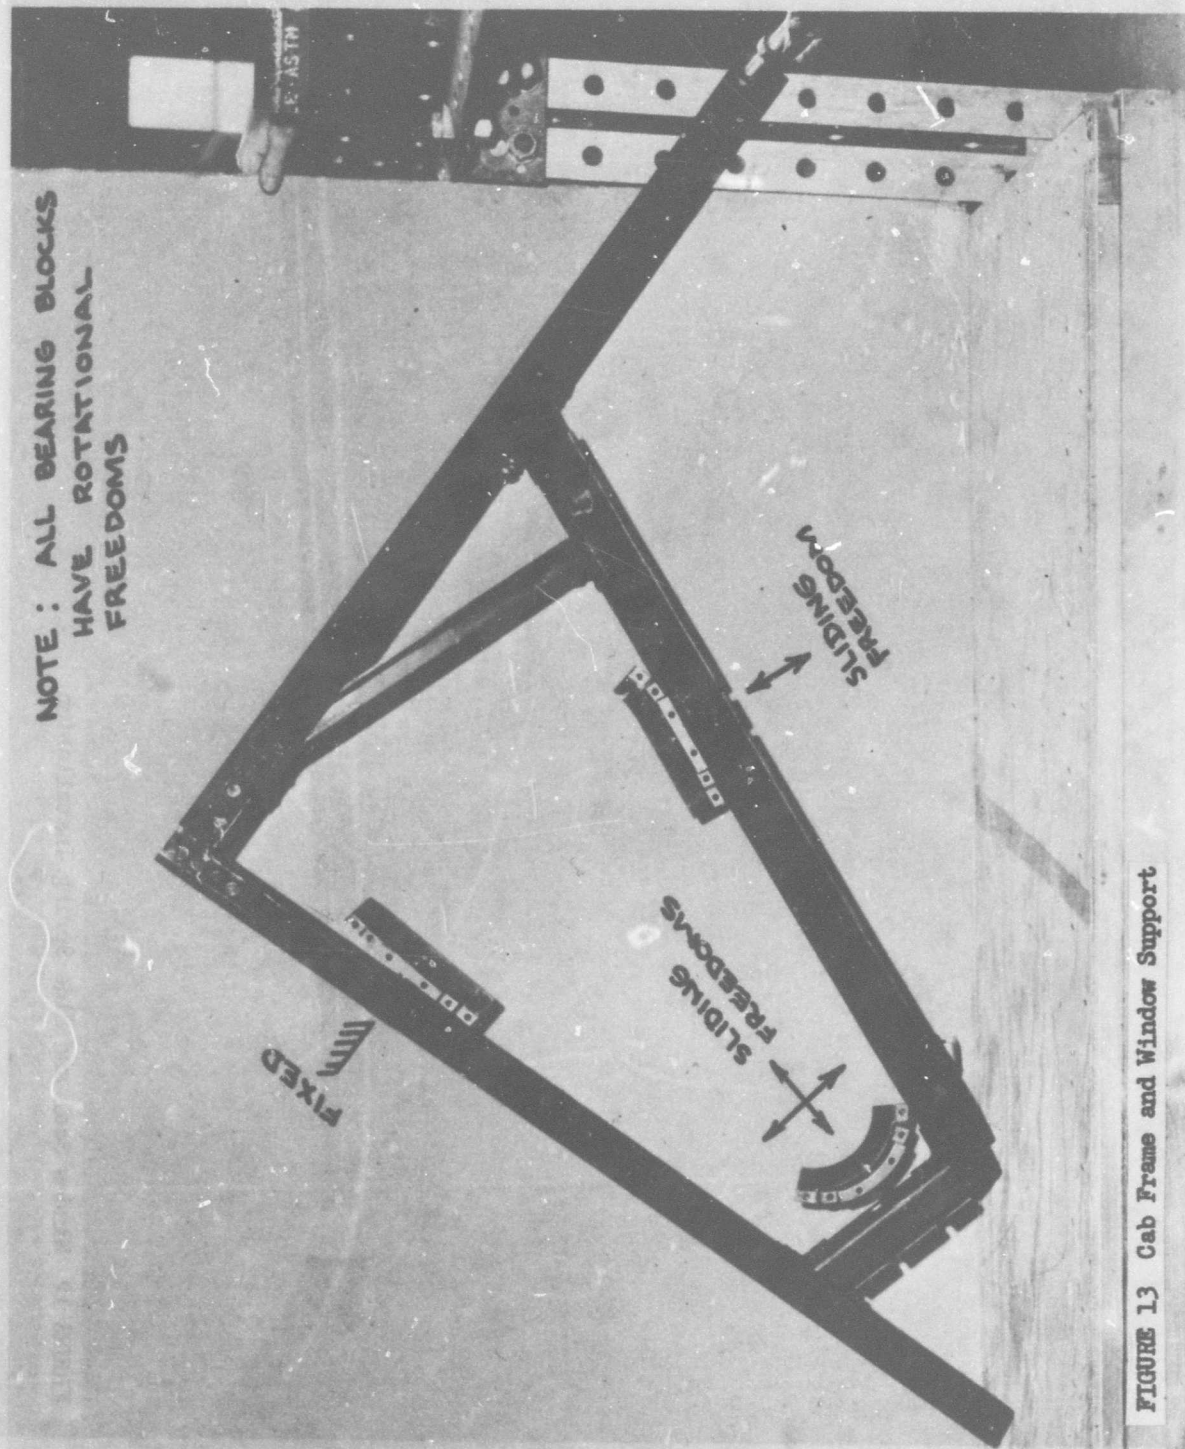 NOTE : ALL BEARING BLOCKS
HAVE ROTATIONAL
FREEDOMS
ASTM
FIXED
SLIDING
FREEDOMS
SLIDING
FREEDOM
FIGURE 13 Cab Frame and Window Support